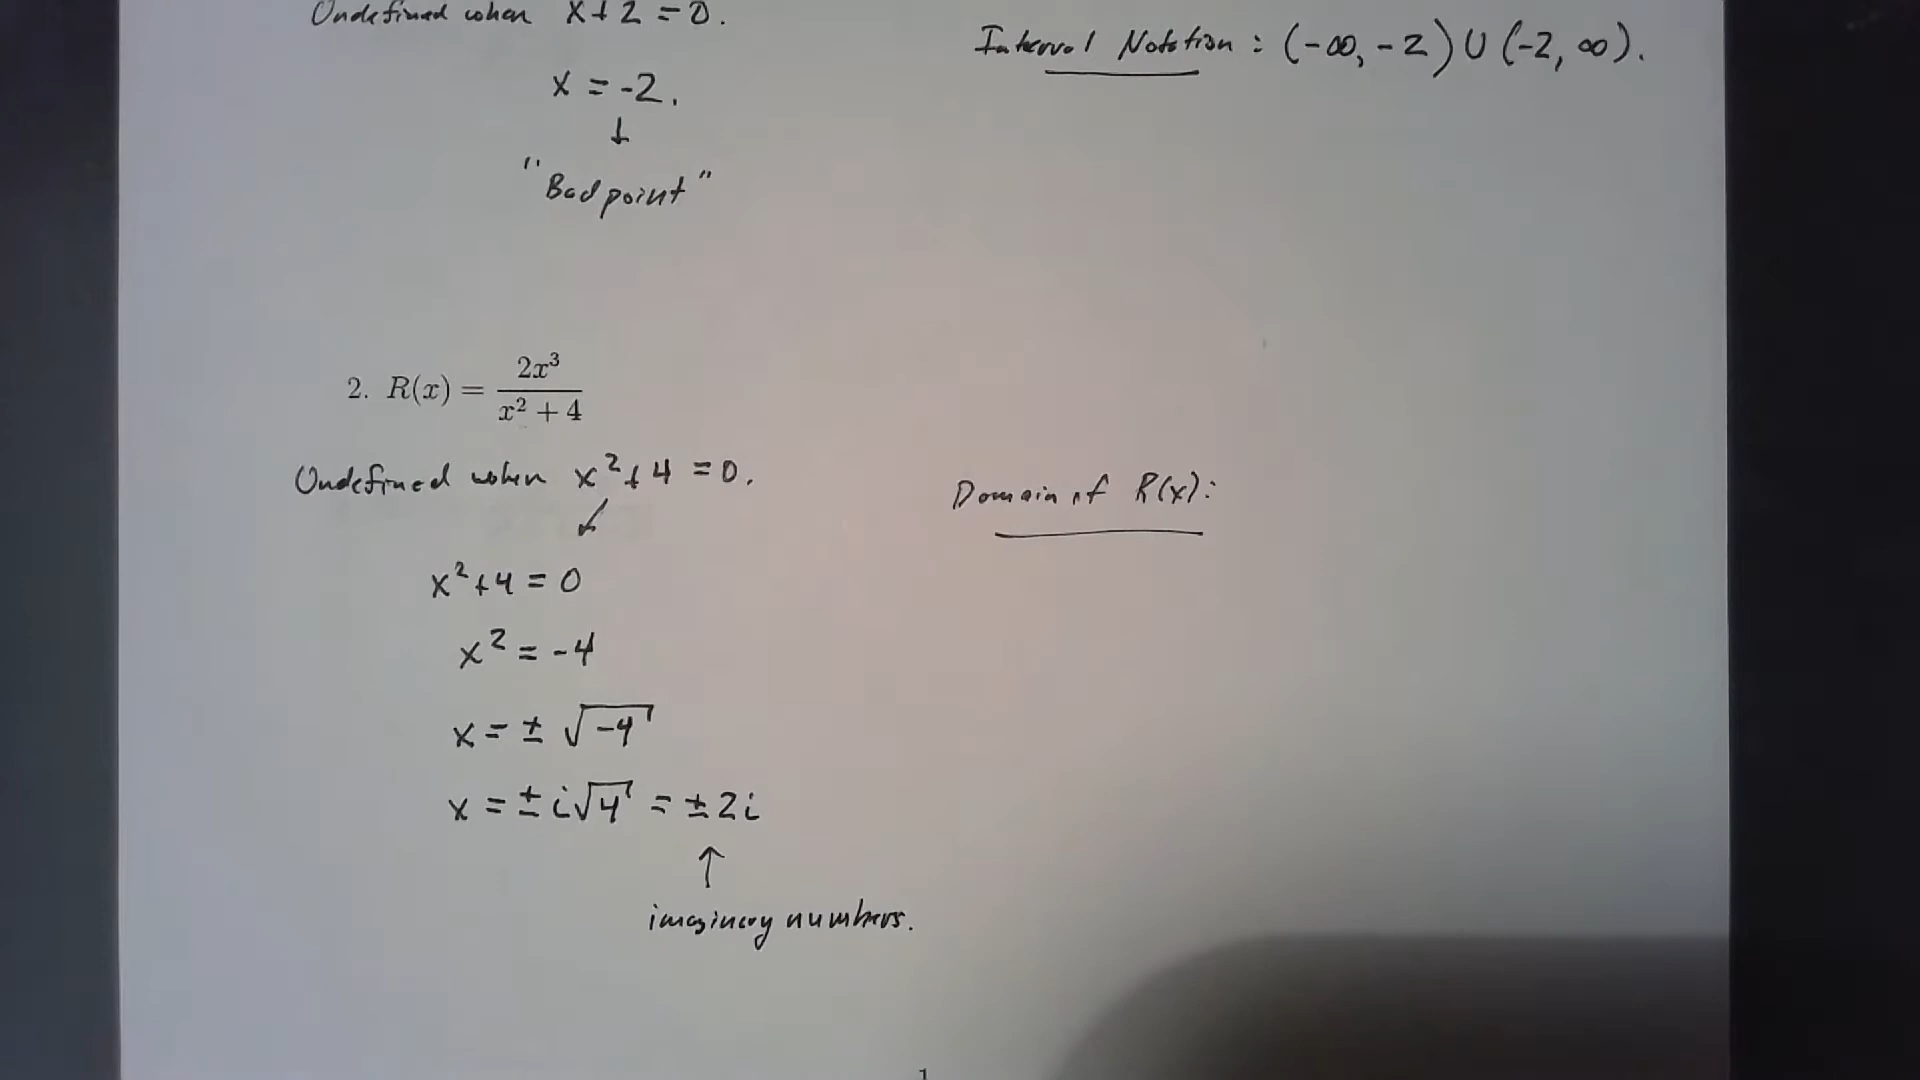 Undefined when x + 2 = 0.
x = -2.
↓
"Bad point"
Interval Notation : (-∞, -2) ∪ (-2, ∞).
2. R(x) = 2x³ / x² + 4
Undefined when x² + 4 = 0.
x² + 4 = 0
x² = -4
x = ± √-4
x = ± i√4 = ± 2i
↑
imaginary numbers.
Domain of R(x):
1